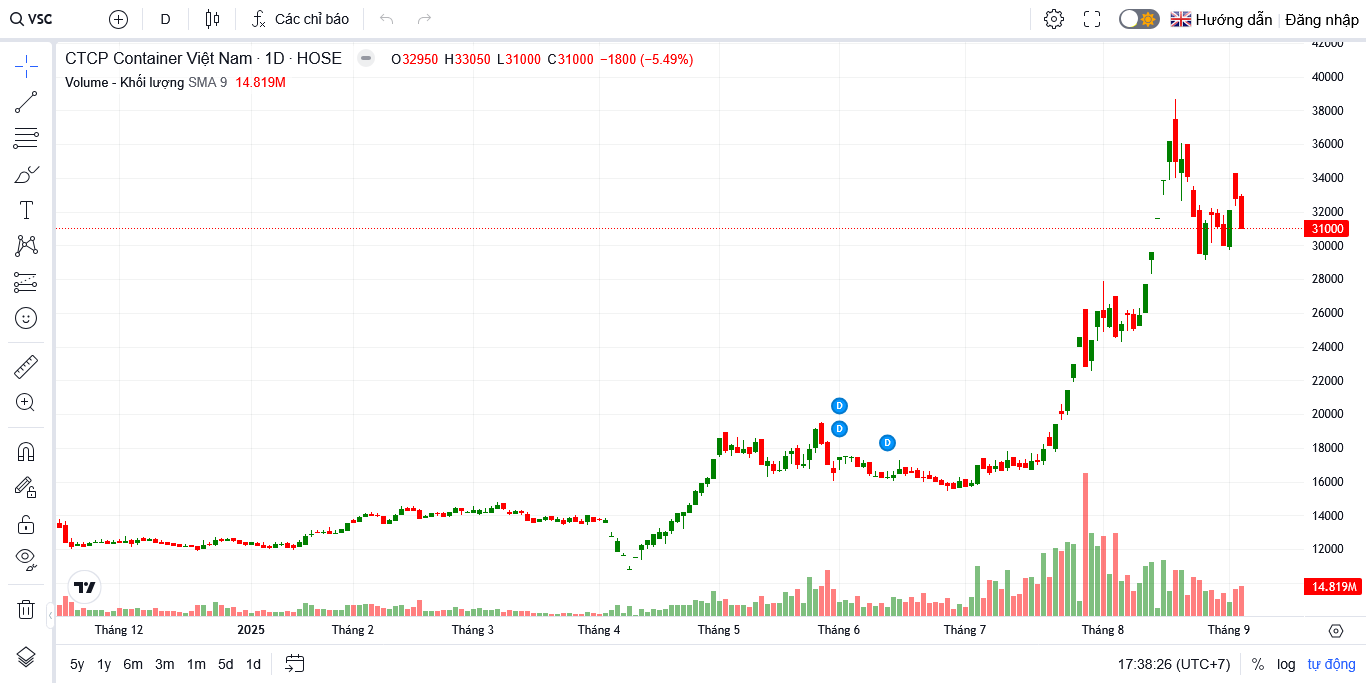 VSC D Các chỉ báo Hướng dẫn Đăng nhập
CTCP Container Việt Nam · 1D · HOSE O32950 H33050 L31000 C31000 −1800 (−5.49%)
Volume - Khối lượng SMA 9 14.819M
42000
40000
38000
36000
34000
32000
31000
30000
28000
26000
24000
22000
20000
18000
16000
14000
12000
14.819M
D
D
D
Tháng 12 2025 Tháng 2 Tháng 3 Tháng 4 Tháng 5 Tháng 6 Tháng 7 Tháng 8 Tháng 9
5y 1y 6m 3m 1m 5d 1d 17:38:26 (UTC+7) % log tự động